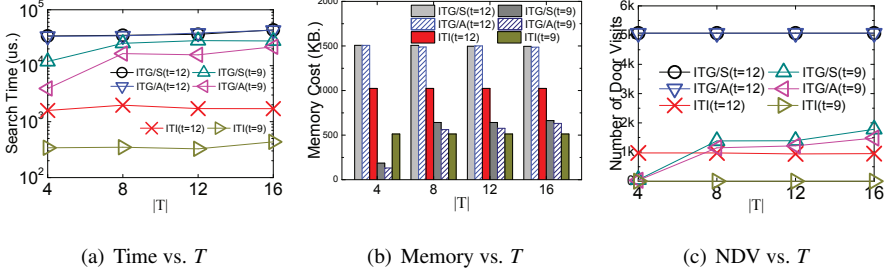 10^5
10^4
10^3
10^2
Search Time (us.)
ITG/S(t=12) ITG/S(t=9)
ITG/A(t=12) ITG/A(t=9)
ITI(t=12) ITI(t=9)
4 8 12 16
|T|
(a) Time vs. T
2000
1500
1000
500
0
Memory Cost (KB.)
ITG/S(t=12) ITG/S(t=9)
ITG/A(t=12) ITG/A(t=9)
ITI(t=12) ITI(t=9)
4 8 12 16
|T|
(b) Memory vs. T
6k
5k
4k
3k
2k
1k
0
Number of Door Visits
ITG/S(t=12) ITG/S(t=9)
ITG/A(t=12) ITG/A(t=9)
ITI(t=12) ITI(t=9)
4 8 12 16
|T|
(c) NDV vs. T